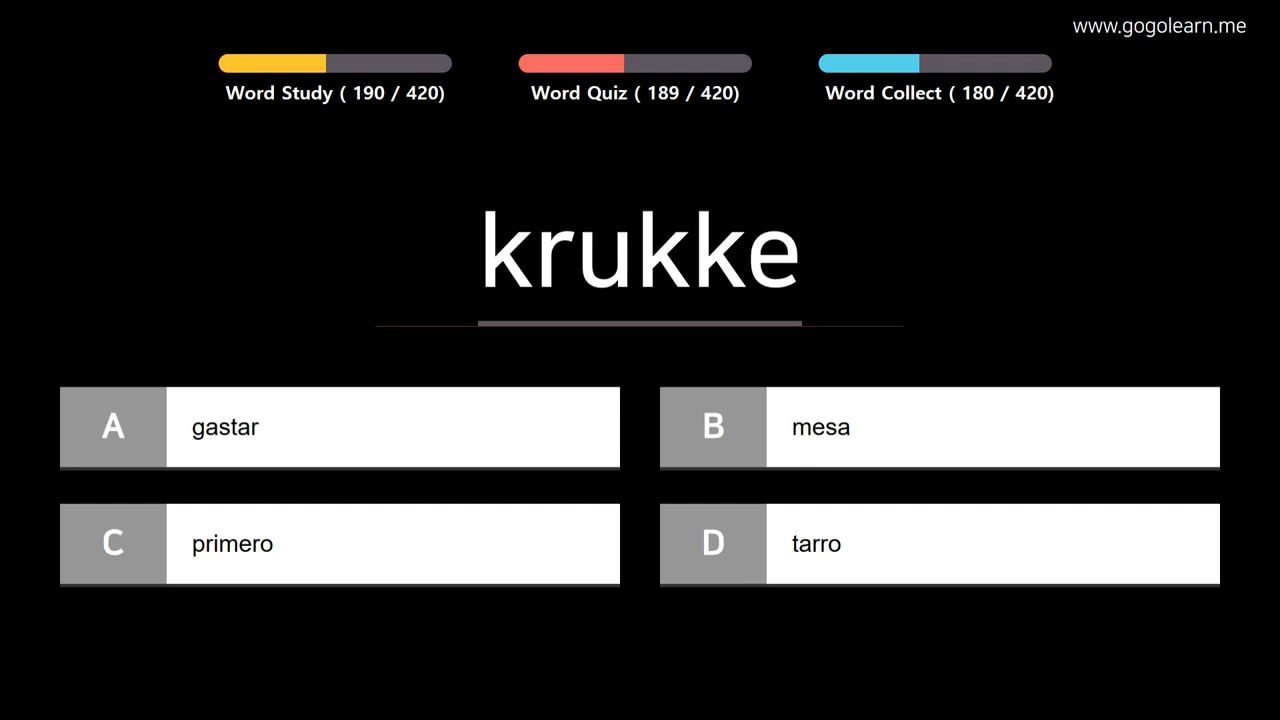 www.gogolearn.me
Word Study ( 190 / 420)
Word Quiz ( 189 / 420)
Word Collect ( 180 / 420)
krukke
A gastar
B mesa
C primero
D tarro